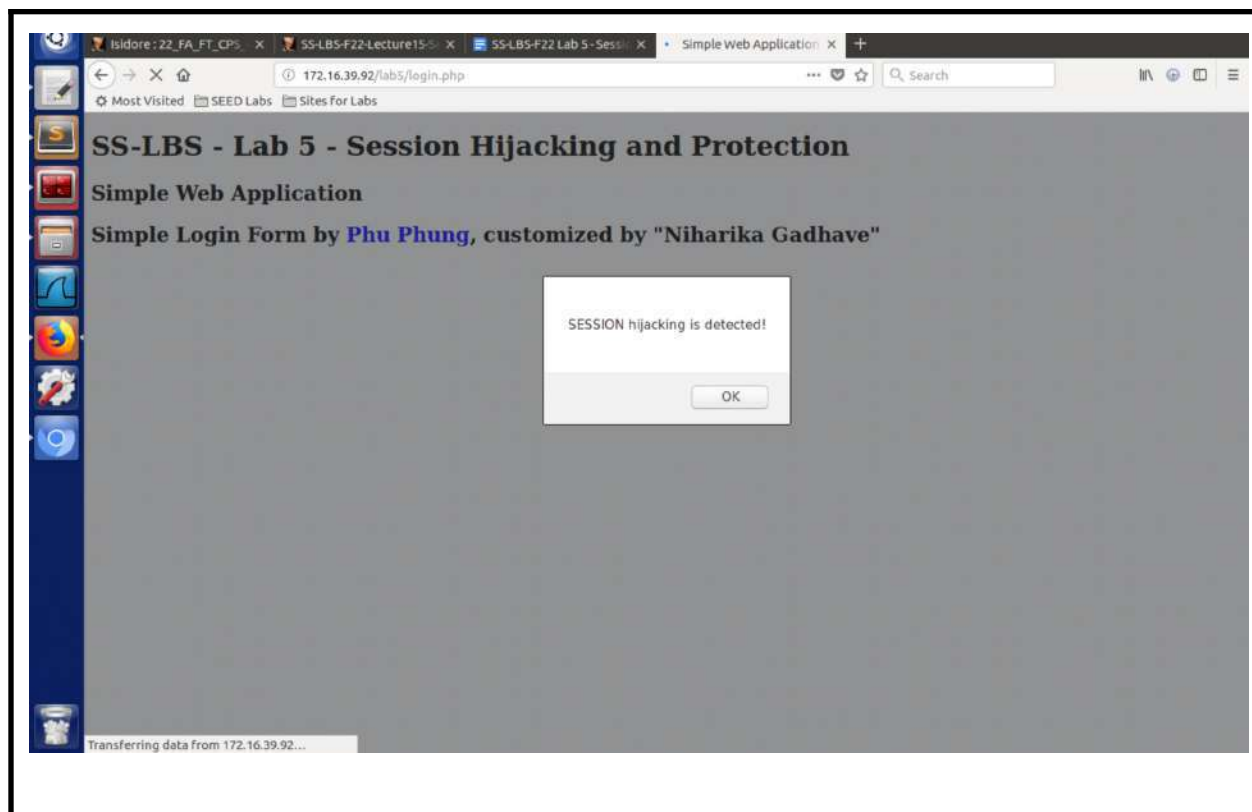 Isidore : 22_FA_FT_CPS_
SS-LBS-F22-Lecture15-S
SS-LBS-F22 Lab 5 - Sessi
Simple Web Application
172.16.39.92/lab5/login.php
Search
Most Visited
SEED Labs
Sites for Labs
SS-LBS - Lab 5 - Session Hijacking and Protection
Simple Web Application
Simple Login Form by Phu Phung, customized by "Niharika Gadhave"
SESSION hijacking is detected!
OK
Transferring data from 172.16.39.92...